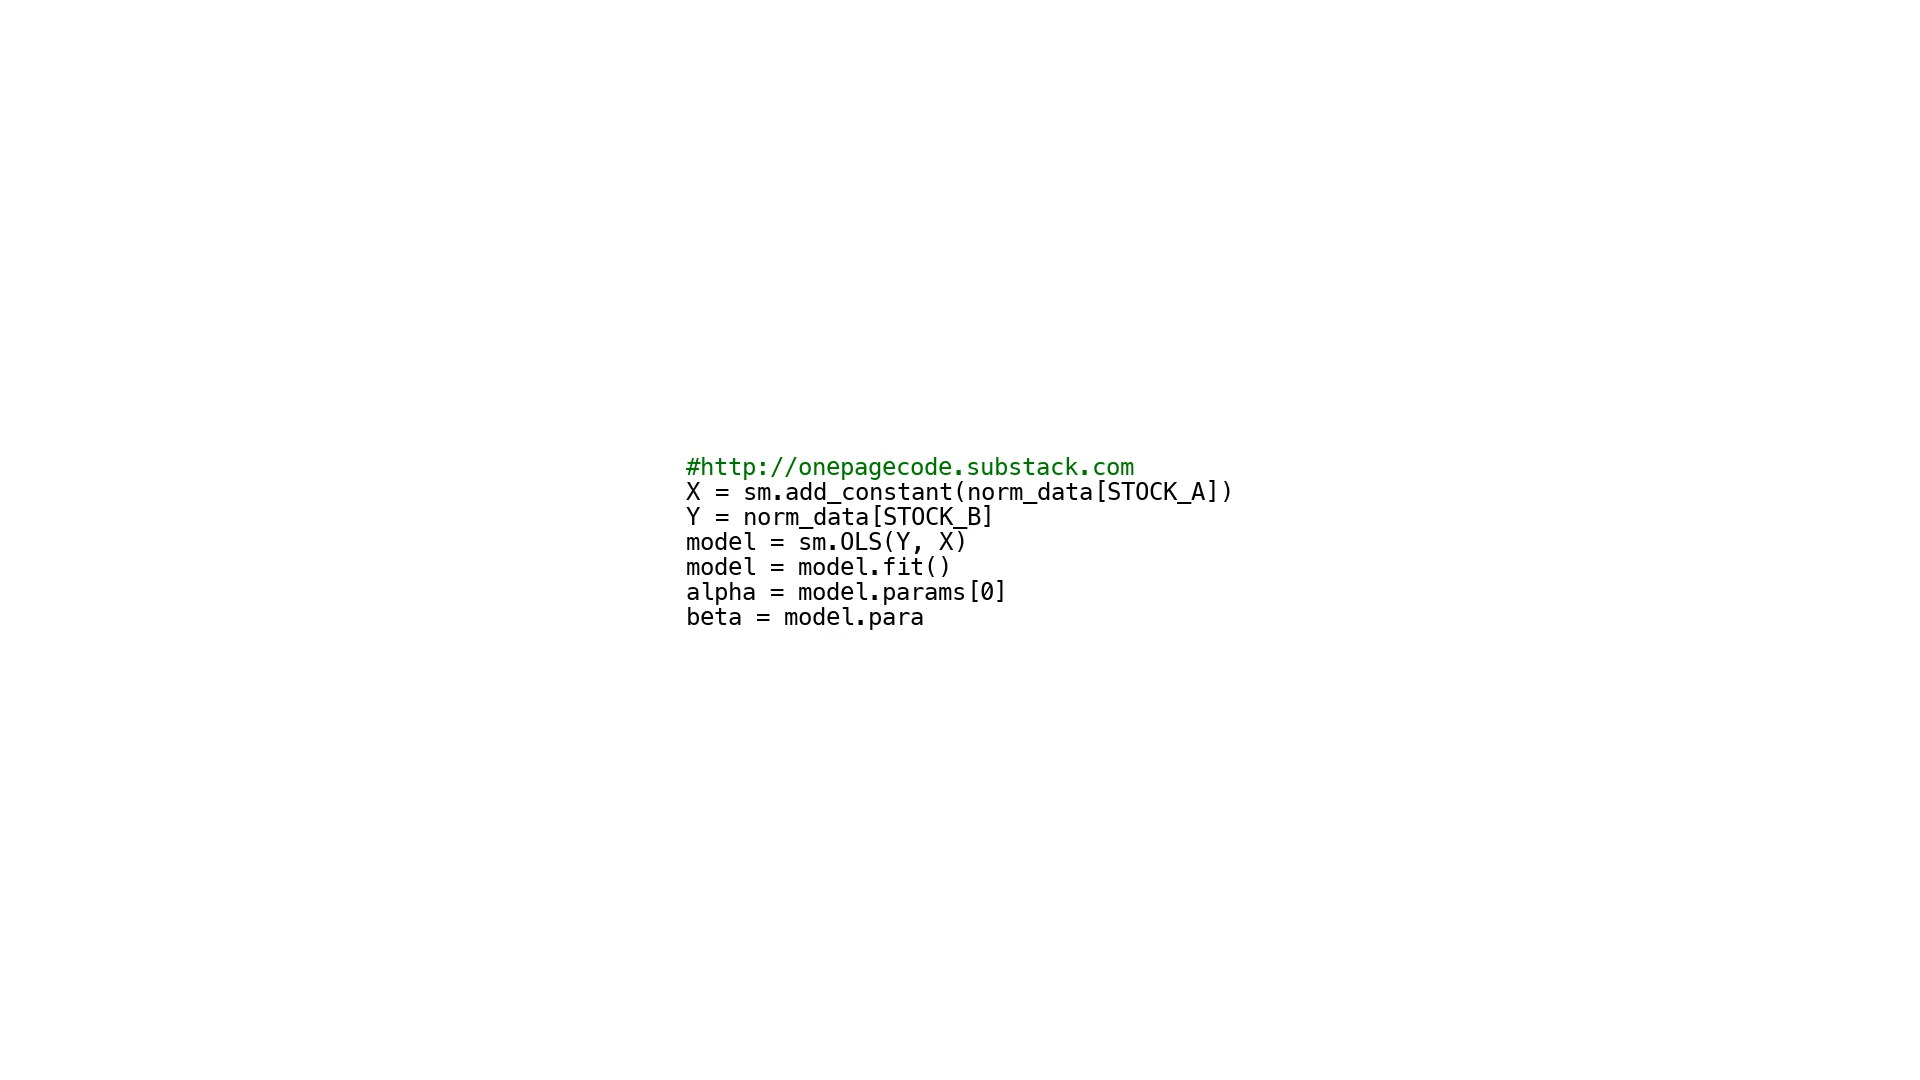 #http://onepagecode.substack.com
X = sm.add_constant(norm_data[STOCK_A])
Y = norm_data[STOCK_B]
model = sm.OLS(Y, X)
model = model.fit()
alpha = model.params[0]
beta = model.para